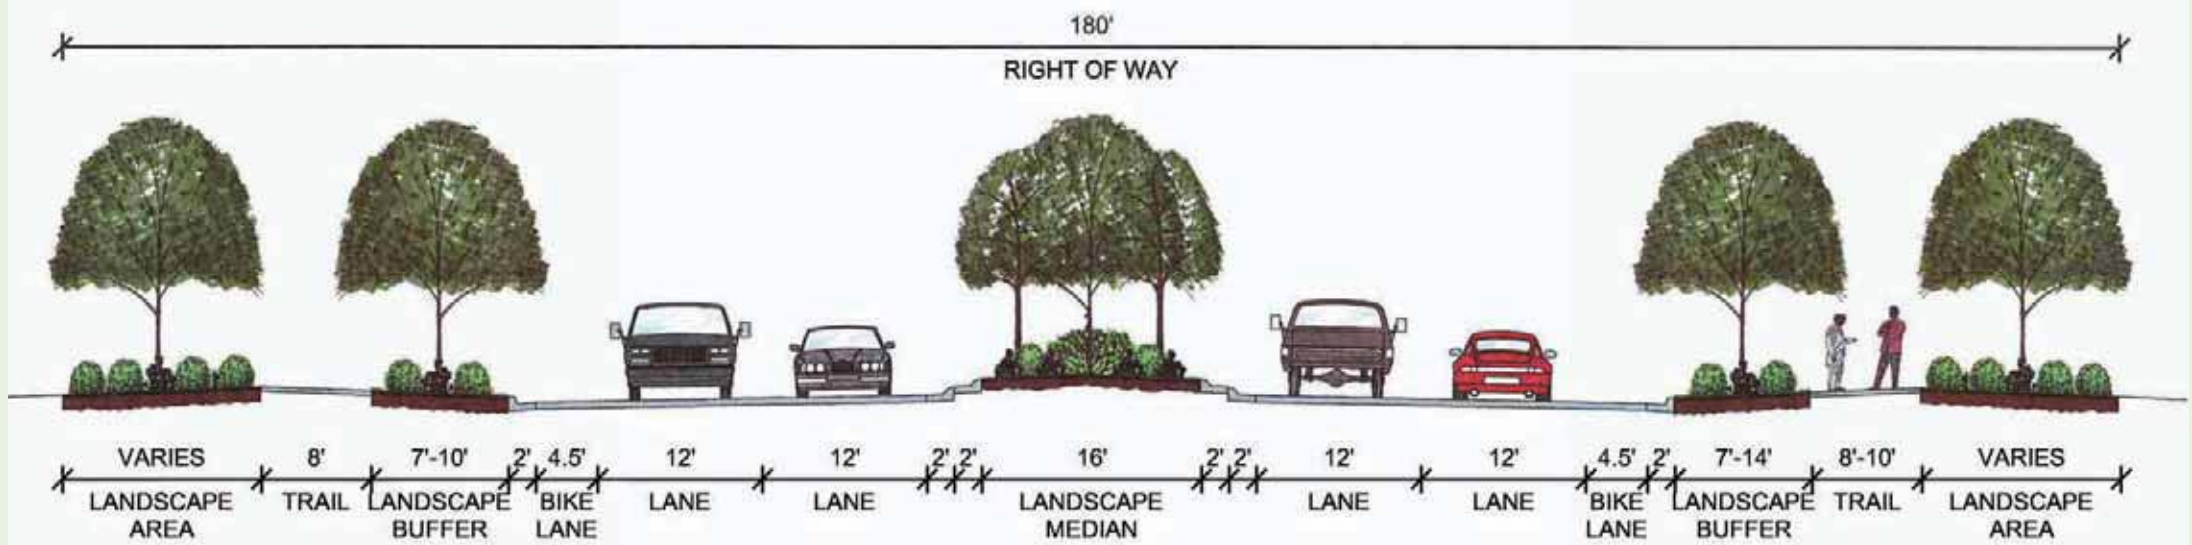 180'
RIGHT OF WAY
VARIES 8' 7'-10' 2' 4.5' 12' 12' 2' 2' 16' 2' 2' 12' 12' 4.5' 2' 7'-14' 8'-10' VARIES
LANDSCAPE TRAIL LANDSCAPE BIKE LANE LANE LANDSCAPE LANE LANE BIKE LANDSCAPE TRAIL LANDSCAPE
AREA BUFFER LANE MEDIAN LANE BUFFER AREA